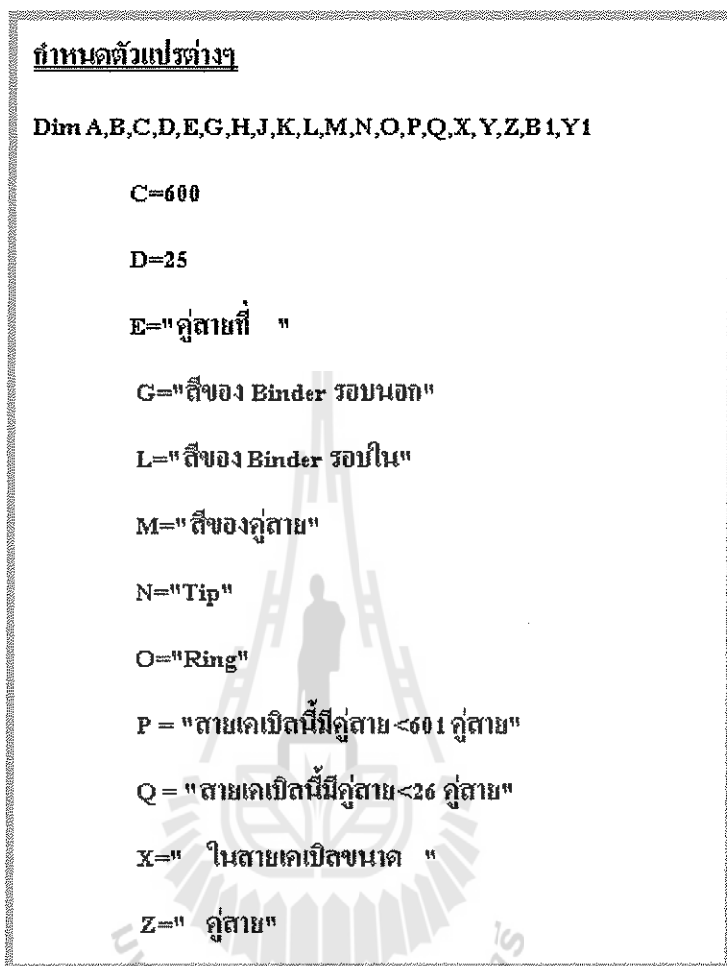 กำหนดตัวแปรต่างๆ
Dim A,B,C,D,E,G,H,J,K,L,M,N,O,P,Q,X,Y,Z,B1,Y1
C=600
D=25
E="คู่สายที่ "
G="สีของ Binder รอบนอก"
L="สีของ Binder รอบใน"
M="สีของคู่สาย"
N="Tip"
O="Ring"
P = "สายเคเบิลนี้มีคู่สาย <601 คู่สาย"
Q = "สายเคเบิลนี้มีคู่สาย<26 คู่สาย"
X=" ในสายเคเบิลขนาด "
Z=" คู่สาย"